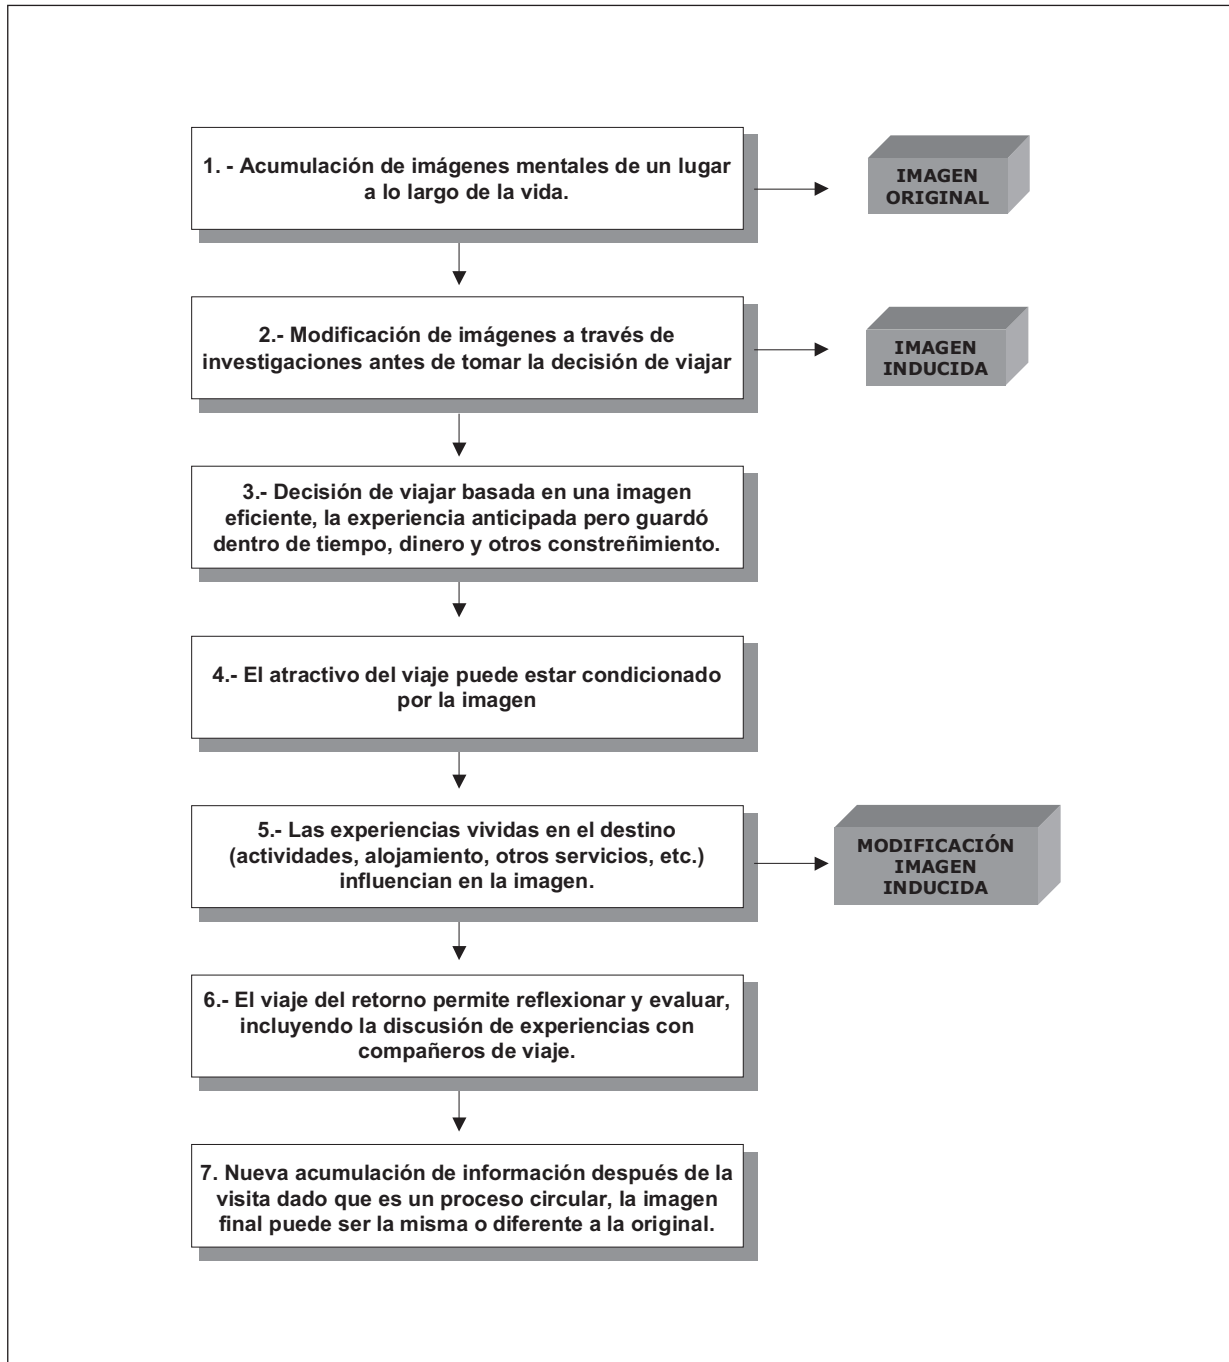 1. - Acumulación de imágenes mentales de un lugar
a lo largo de la vida.
IMAGEN
ORIGINAL
2.- Modificación de imágenes a través de
investigaciones antes de tomar la decisión de viajar
IMAGEN
INDUCIDA
3.- Decisión de viajar basada en una imagen
eficiente, la experiencia anticipada pero guardó
dentro de tiempo, dinero y otros constreñimiento.
4.- El atractivo del viaje puede estar condicionado
por la imagen
5.- Las experiencias vividas en el destino
(actividades, alojamiento, otros servicios, etc.)
influencian en la imagen.
MODIFICACIÓN
IMAGEN
INDUCIDA
6.- El viaje del retorno permite reflexionar y evaluar,
incluyendo la discusión de experiencias con
compañeros de viaje.
7. Nueva acumulación de información después de la
visita dado que es un proceso circular, la imagen
final puede ser la misma o diferente a la original.